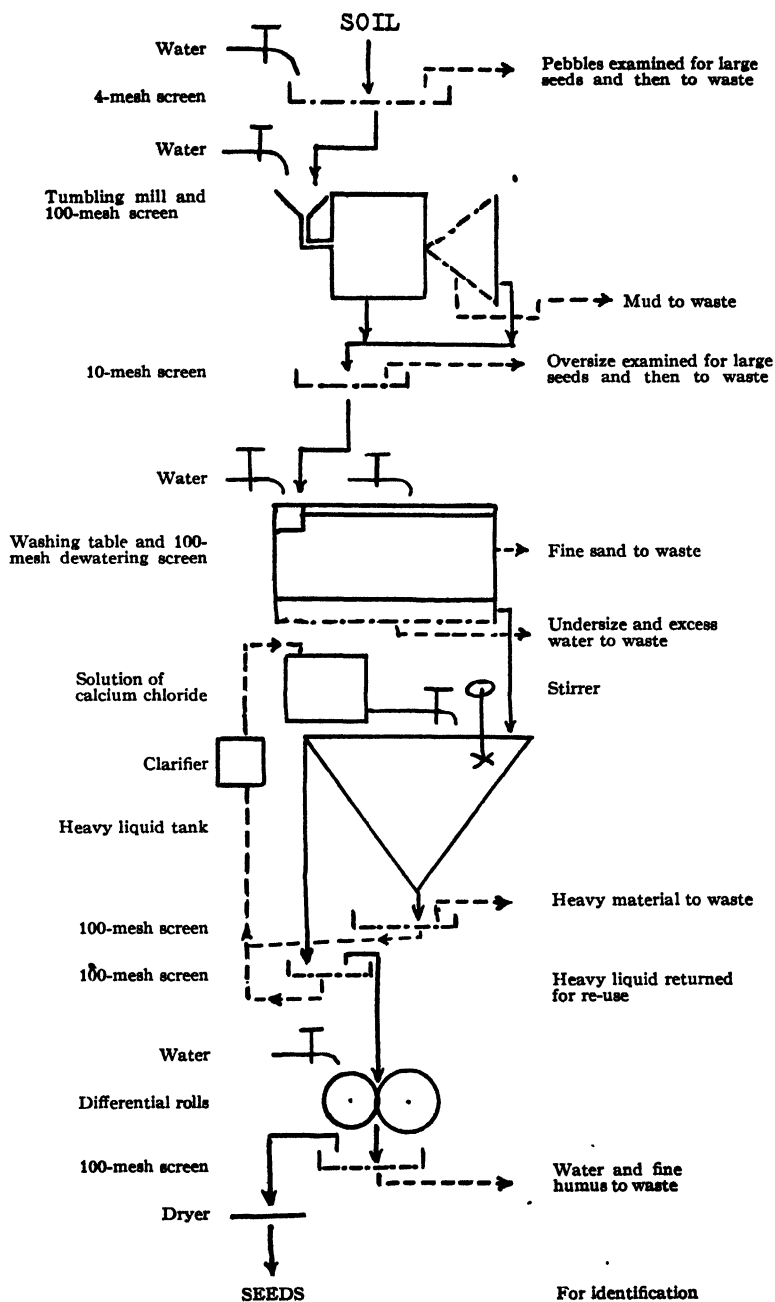 SOIL
Water
Pebbles examined for large
seeds and then to waste
4-mesh screen
Water
Tumbling mill and
100-mesh screen
Mud to waste
10-mesh screen
Oversize examined for large
seeds and then to waste
Water
Washing table and 100-
mesh dewatering screen
Fine sand to waste
Undersize and excess
water to waste
Solution of
calcium chloride
Stirrer
Clarifier
Heavy liquid tank
Heavy material to waste
100-mesh screen
100-mesh screen
Heavy liquid returned
for re-use
Water
Differential rolls
100-mesh screen
Water and fine
humus to waste
Dryer
SEEDS
For identification